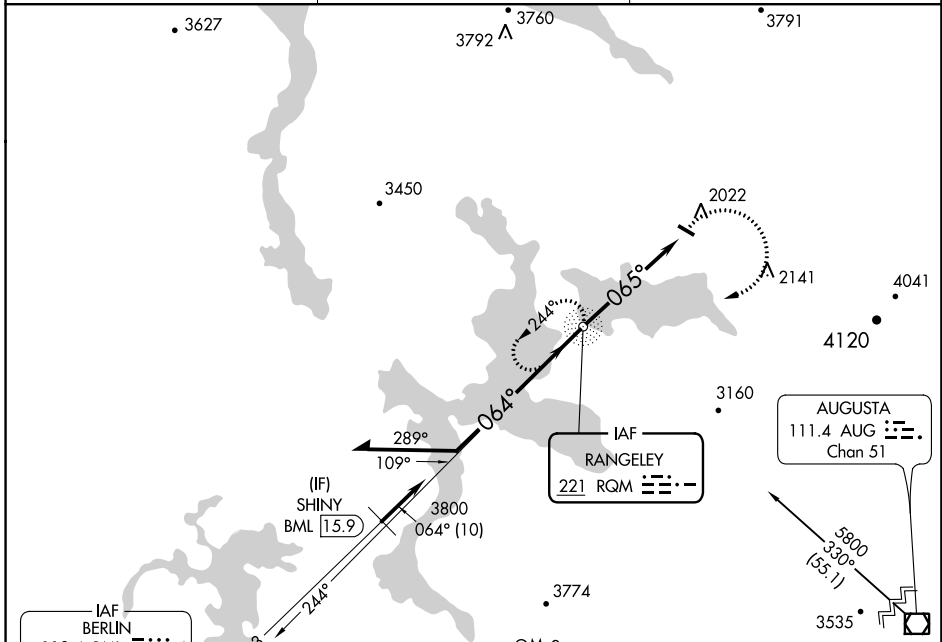 3627
3760
3792
3791
3450
2022
2141
4041
4120
065°
244°
064°
3160
AUGUSTA
111.4 AUG
Chan 51
IAF
RANGELEY
221 RQM
289°
109°
(IF)
SHINY
BML 15.9
3800
064° (10)
5800
330°
(55.1)
244°
3774
3535
IAF
BERLIN